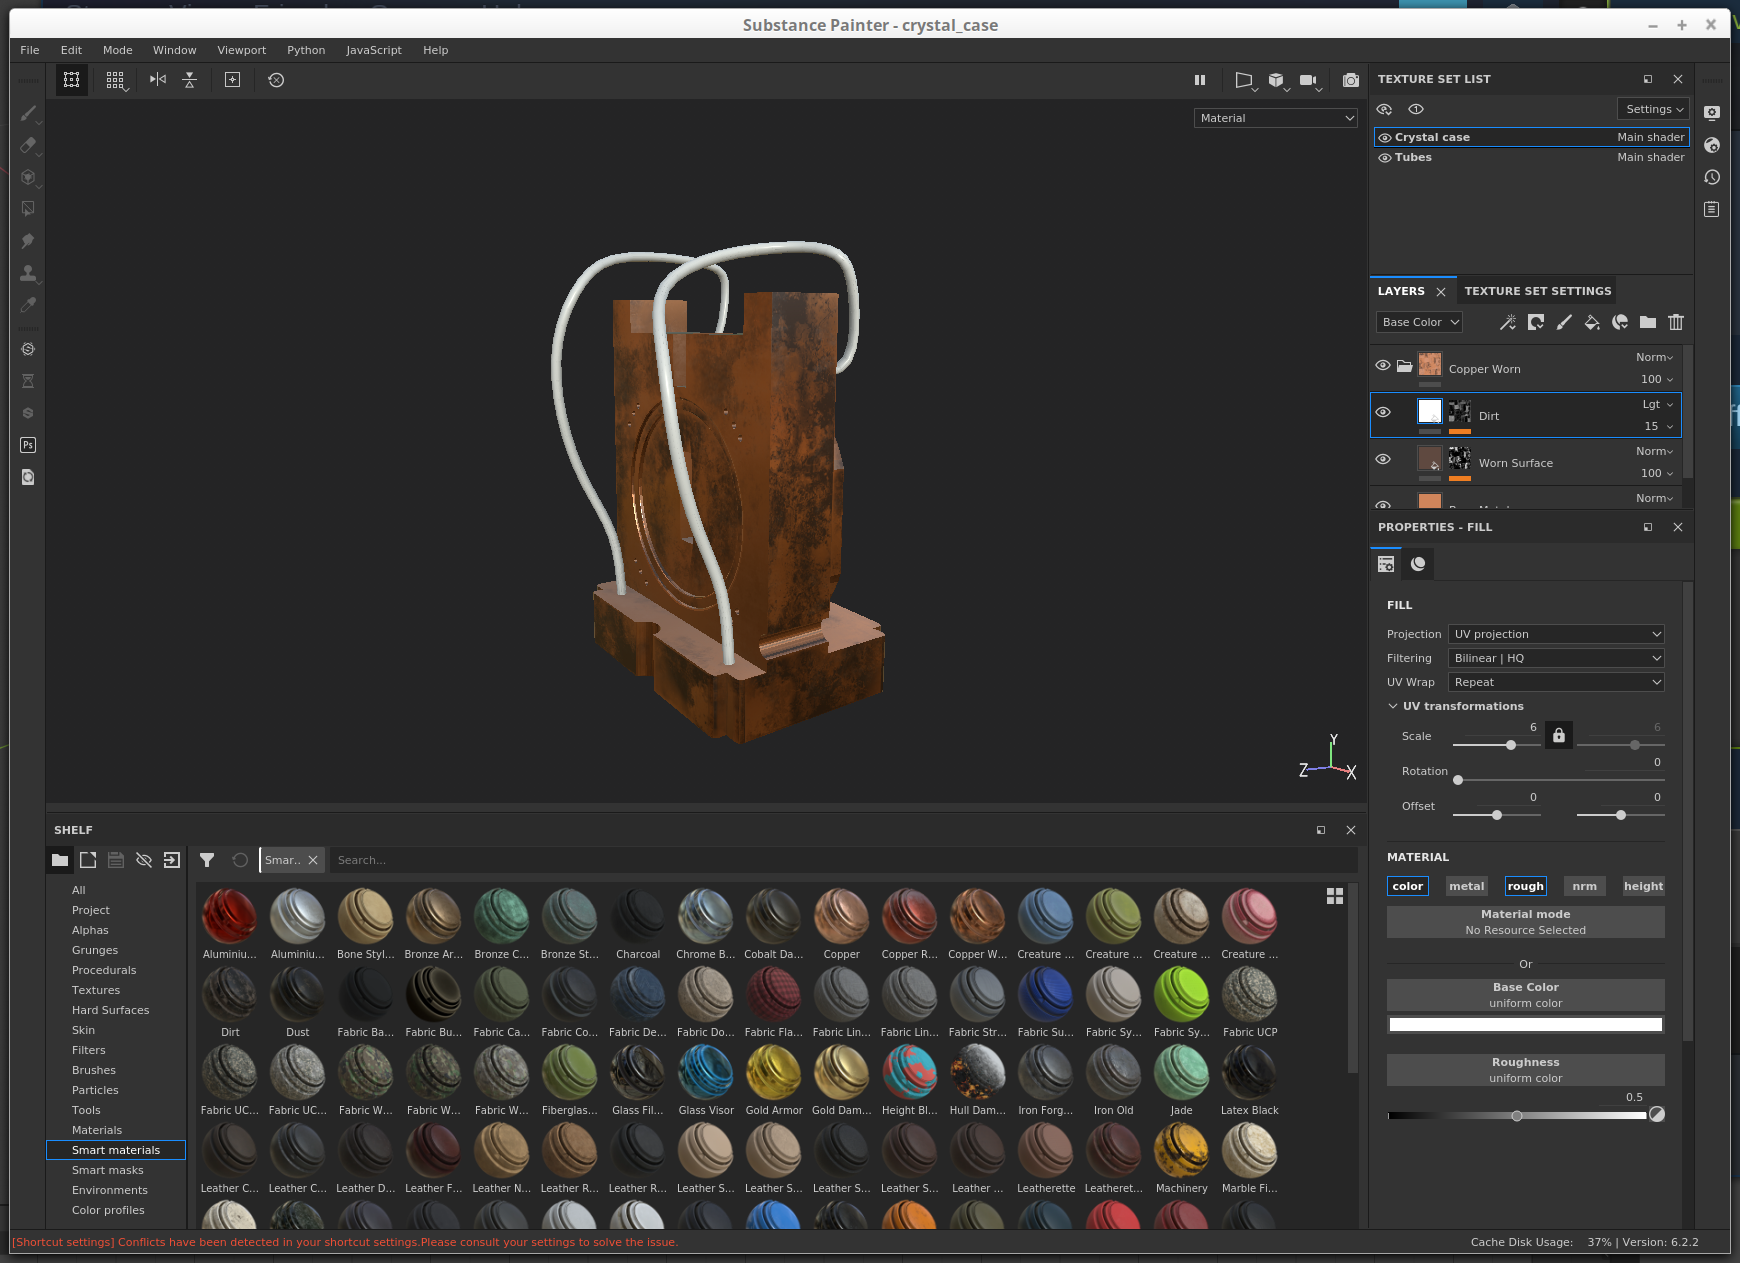 Substance Painter - crystal_case
File Edit Mode Window Viewport Python JavaScript Help
Material
TEXTURE SET LIST
Settings
Crystal case Main shader
Tubes Main shader
LAYERS TEXTURE SET SETTINGS
Base Color
Copper Worn Norm 100
Dirt Lgt 15
Worn Surface Norm 100
Norm
PROPERTIES - FILL
FILL
Projection UV projection
Filtering Bilinear | HQ
UV Wrap Repeat
UV transformations
Scale 6 6
Rotation 0
Offset 0 0
MATERIAL
color metal rough nrm height
Material mode
No Resource Selected
Or
Base Color
uniform color
Roughness
uniform color
0.5
Y
Z X
Ps
SHELF
Smar.. Search...
All
Project
Alphas
Grunges
Procedurals
Textures
Hard Surfaces
Skin
Filters
Brushes
Particles
Tools
Materials
Smart materials
Smart masks
Environments
Color profiles
Aluminiu... Aluminiu... Bone Styl... Bronze Ar... Bronze C... Bronze St... Charcoal Chrome B... Cobalt Da... Copper Copper R... Copper W... Creature ... Creature ... Creature ... Creature ...
Dirt Dust Fabric Ba... Fabric Bu... Fabric Ca... Fabric Co... Fabric De... Fabric Do... Fabric Fla... Fabric Lin... Fabric Lin... Fabric Str... Fabric Su... Fabric Sy... Fabric Sy... Fabric UCP
Fabric UC... Fabric UC... Fabric W... Fabric W... Fabric W... Fiberglas... Glass Fil... Glass Visor Gold Armor Gold Dam... Height Bl... Hull Dam... Iron Forg... Iron Old Jade Latex Black
Leather C... Leather C... Leather D... Leather F... Leather N... Leather R... Leather R... Leather S... Leather S... Leather S... Leather S... Leather ... Leatherette Leatheret... Machinery Marble Fi...
[Shortcut settings] Conflicts have been detected in your shortcut settings.Please consult your settings to solve the issue.
Cache Disk Usage: 37% | Version: 6.2.2